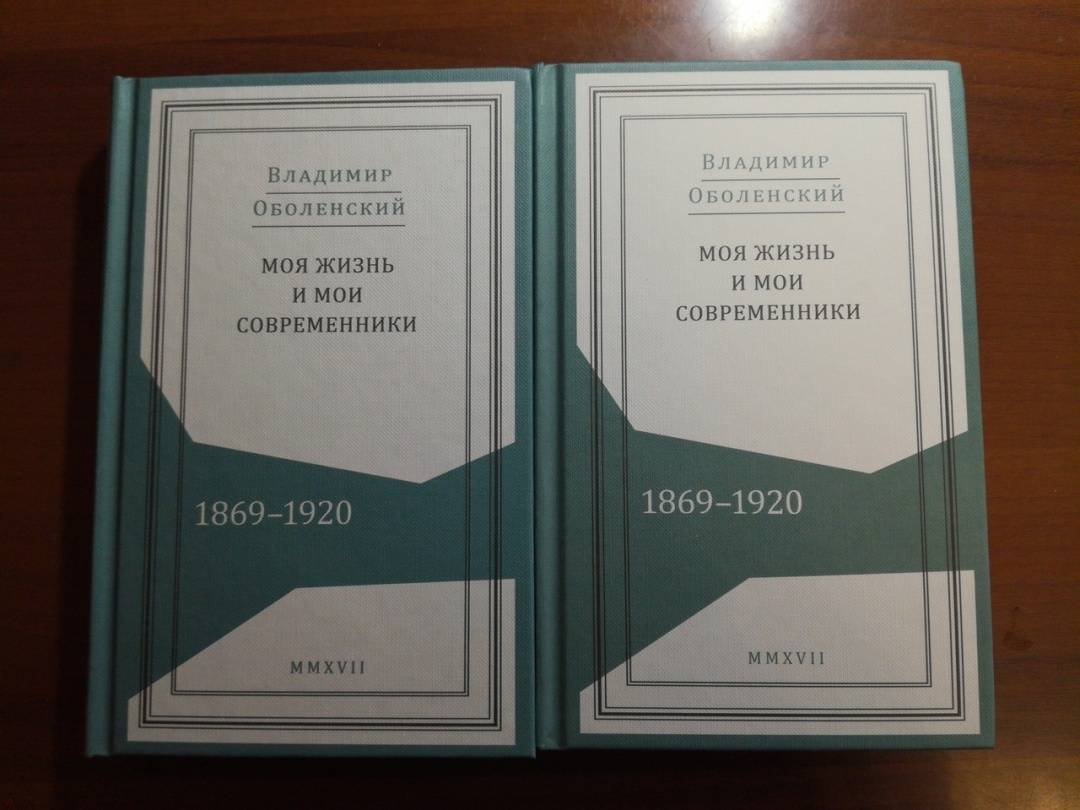 Владимир
Оболенский
МОЯ ЖИЗНЬ
И МОИ
СОВРЕМЕННИКИ
1869–1920
MMXVII
Владимир
Оболенский
МОЯ ЖИЗНЬ
И МОИ
СОВРЕМЕННИКИ
1869–1920
MMXVII